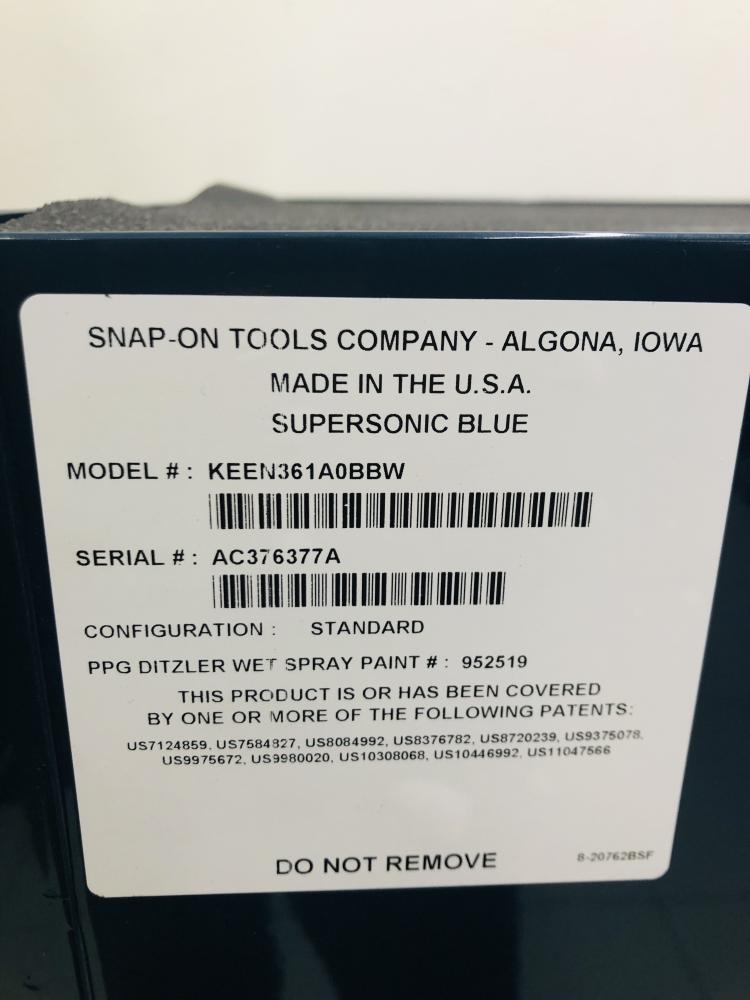 SNAP-ON TOOLS COMPANY - ALGONA, IOWA
MADE IN THE U.S.A.
SUPERSONIC BLUE
MODEL # : KEEN361A0BBW
SERIAL # : AC376377A
CONFIGURATION : STANDARD
PPG DITZLER WET SPRAY PAINT # : 952519
THIS PRODUCT IS OR HAS BEEN COVERED
BY ONE OR MORE OF THE FOLLOWING PATENTS:
US7124859, US7584827, US8084992, US8376782, US8720239, US9375078,
US9975672, US9980020, US10308068, US10446992, US11047566
DO NOT REMOVE
8-20762BSF